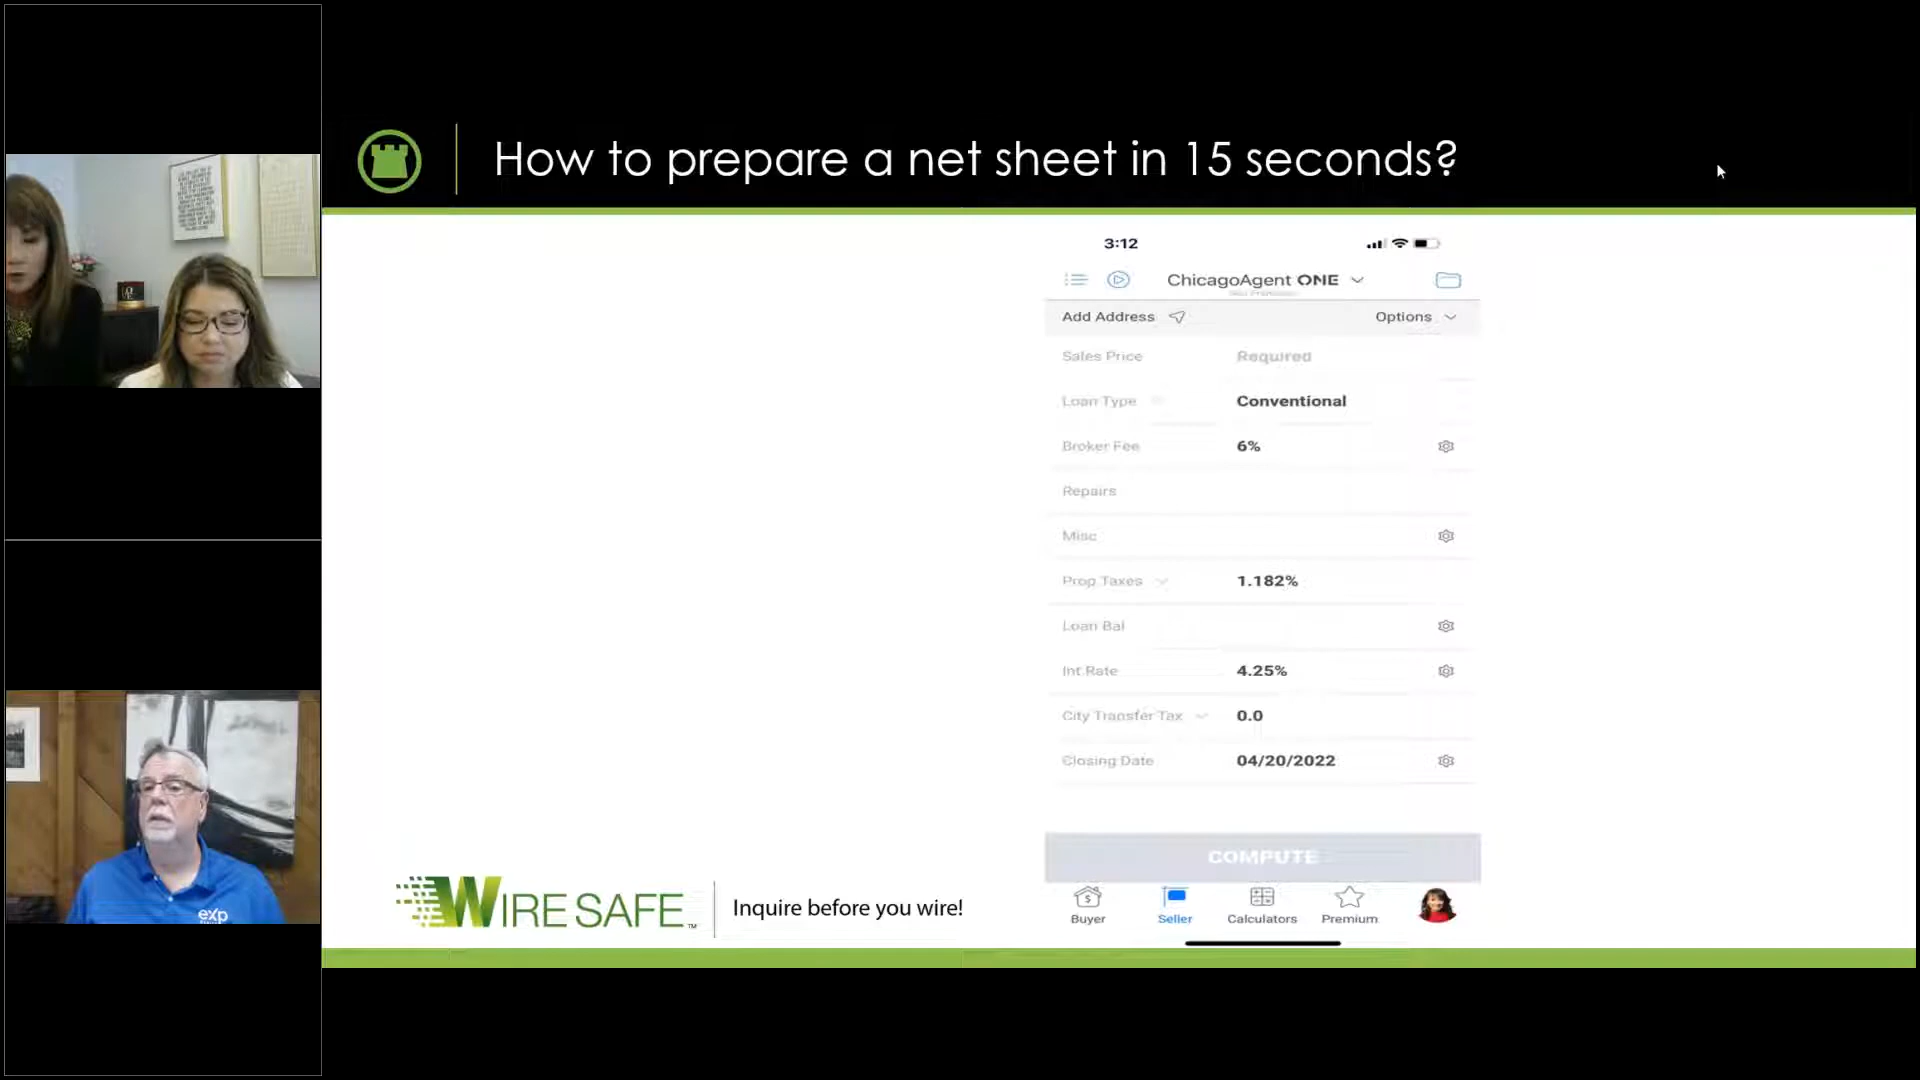 How to prepare a net sheet in 15 seconds?
3:12
ChicagoAgent ONE
Add Address
Options
Sales Price Required
Loan Type Conventional
Broker Fee 6%
Repairs
Misc
Prop Taxes 1.182%
Loan Bal
Int Rate 4.25%
City Transfer Tax 0.0
Closing Date 04/20/2022
COMPUTE
Buyer Seller Calculators Premium
WIRE SAFE™ Inquire before you wire!
exp